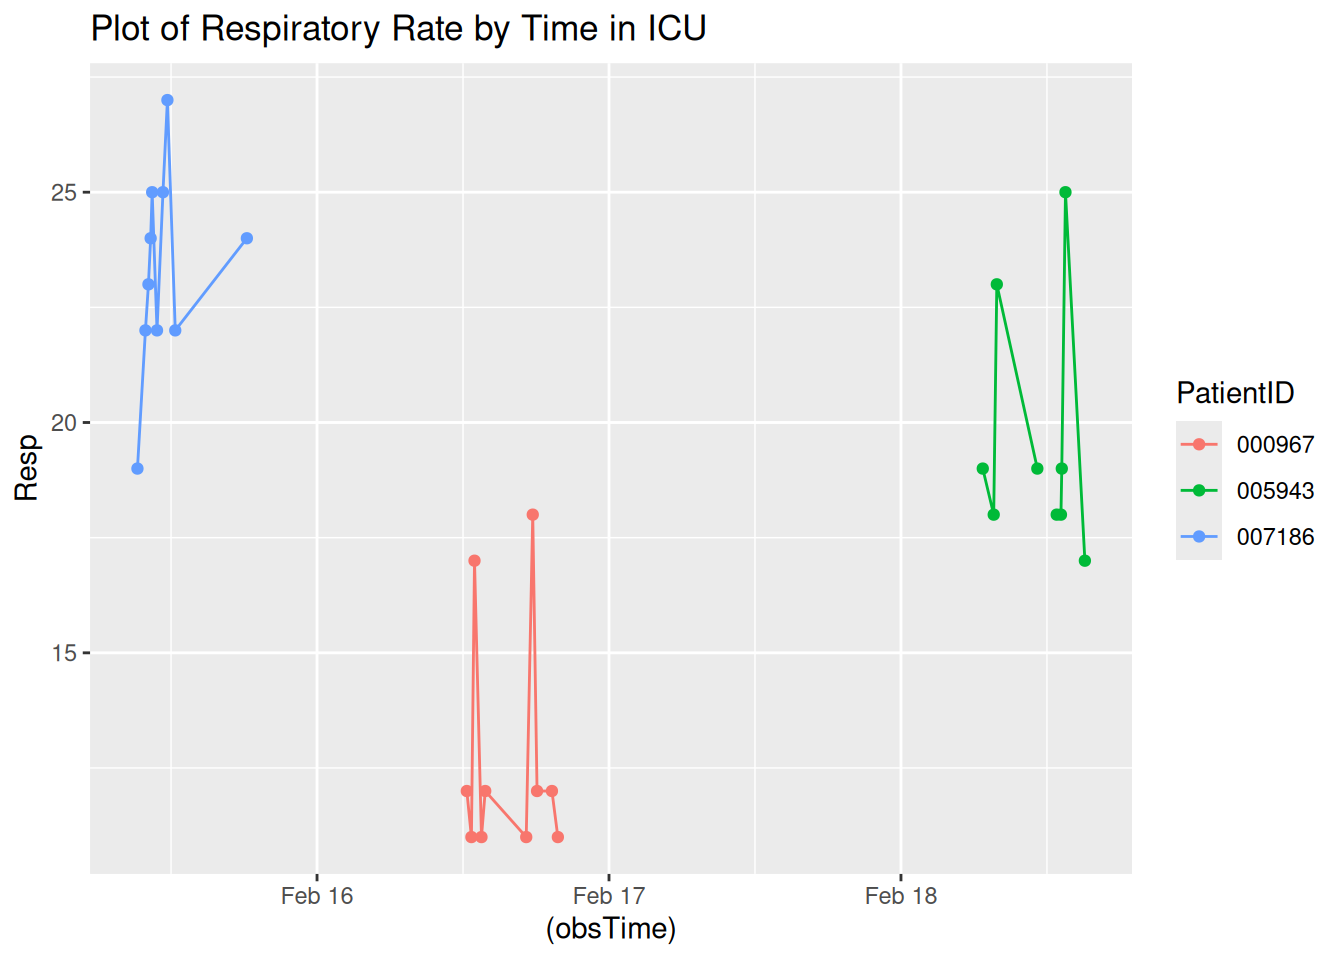 Plot of Respiratory Rate by Time in ICU
Resp
25
20
15
Feb 16
Feb 17
Feb 18
(obsTime)
PatientID
000967
005943
007186